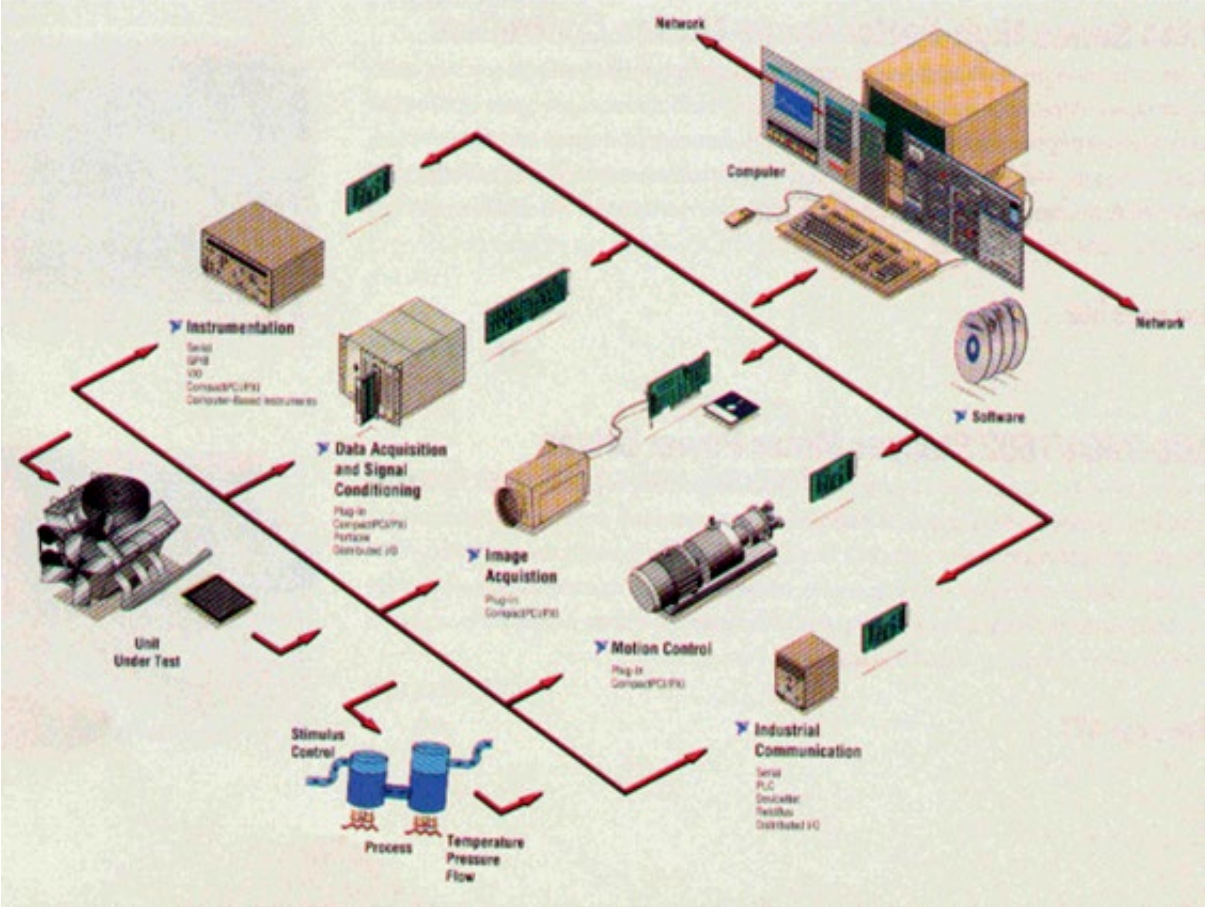 Network
Computer
Network
Software
Instrumentation
Serial
GPIB
VXI
CompactPCI/PXI
Computer-Based Instruments
Data Acquisition
and Signal
Conditioning
Plug-in
CompactPCI/PXI
Portable
Distributed I/O
Image
Acquistion
Plug-in
CompactPCI/PXI
Motion Control
Plug-in
CompactPCI/PXI
Industrial
Communication
Serial
PLC
DeviceNet
Fieldbus
Distributed I/O
Unit
Under Test
Stimulus
Control
Process
Temperature
Pressure
Flow